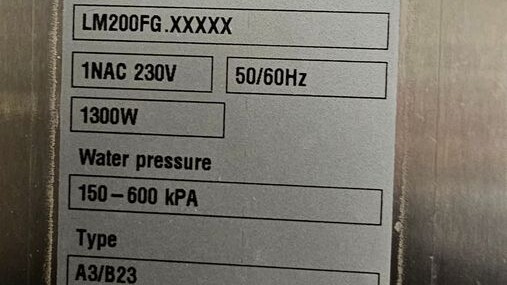 LM200FG.XXXXX
1NAC 230V 50/60Hz
1300W
Water pressure
150–600 kPA
Type
A3/B23